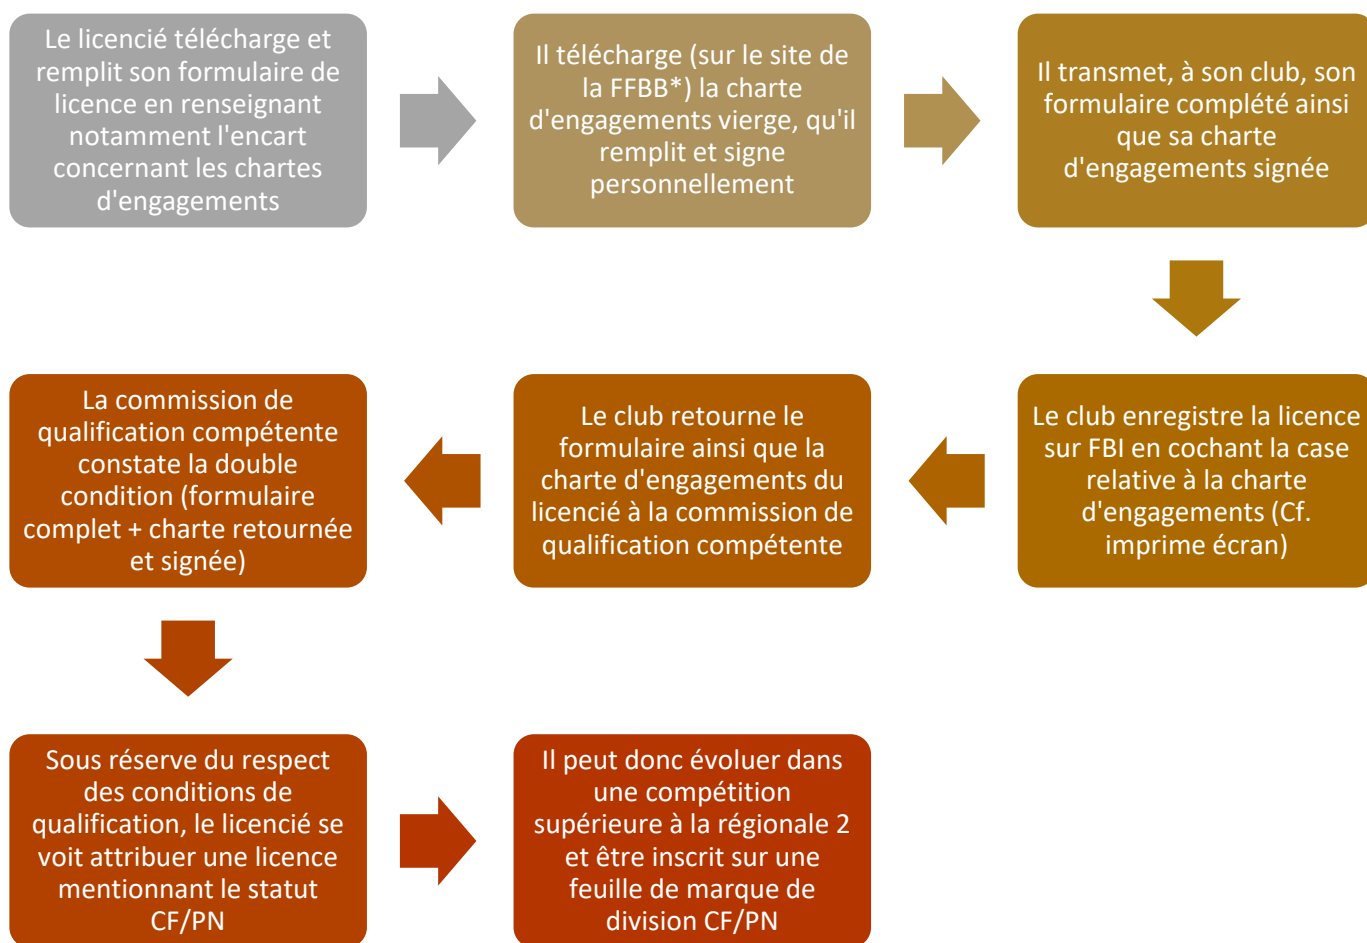 Le licencié télécharge et
remplit son formulaire de
licence en renseignant
notamment l'encart
concernant les chartes
d'engagements
Il télécharge (sur le site de
la FFBB*) la charte
d'engagements vierge, qu'il
remplit et signe
personnellement
Il transmet, à son club, son
formulaire complété ainsi
que sa charte
d'engagements signée
Le club enregistre la licence
sur FBI en cochant la case
relative à la charte
d'engagements (Cf.
imprime écran)
Le club retourne le
formulaire ainsi que la
charte d'engagements du
licencié à la commission de
qualification compétente
La commission de
qualification compétente
constate la double
condition (formulaire
complet + charte retournée
et signée)
Sous réserve du respect
des conditions de
qualification, le licencié se
voit attribuer une licence
mentionnant le statut
CF/PN
Il peut donc évoluer dans
une compétition
supérieure à la régionale 2
et être inscrit sur une
feuille de marque de
division CF/PN